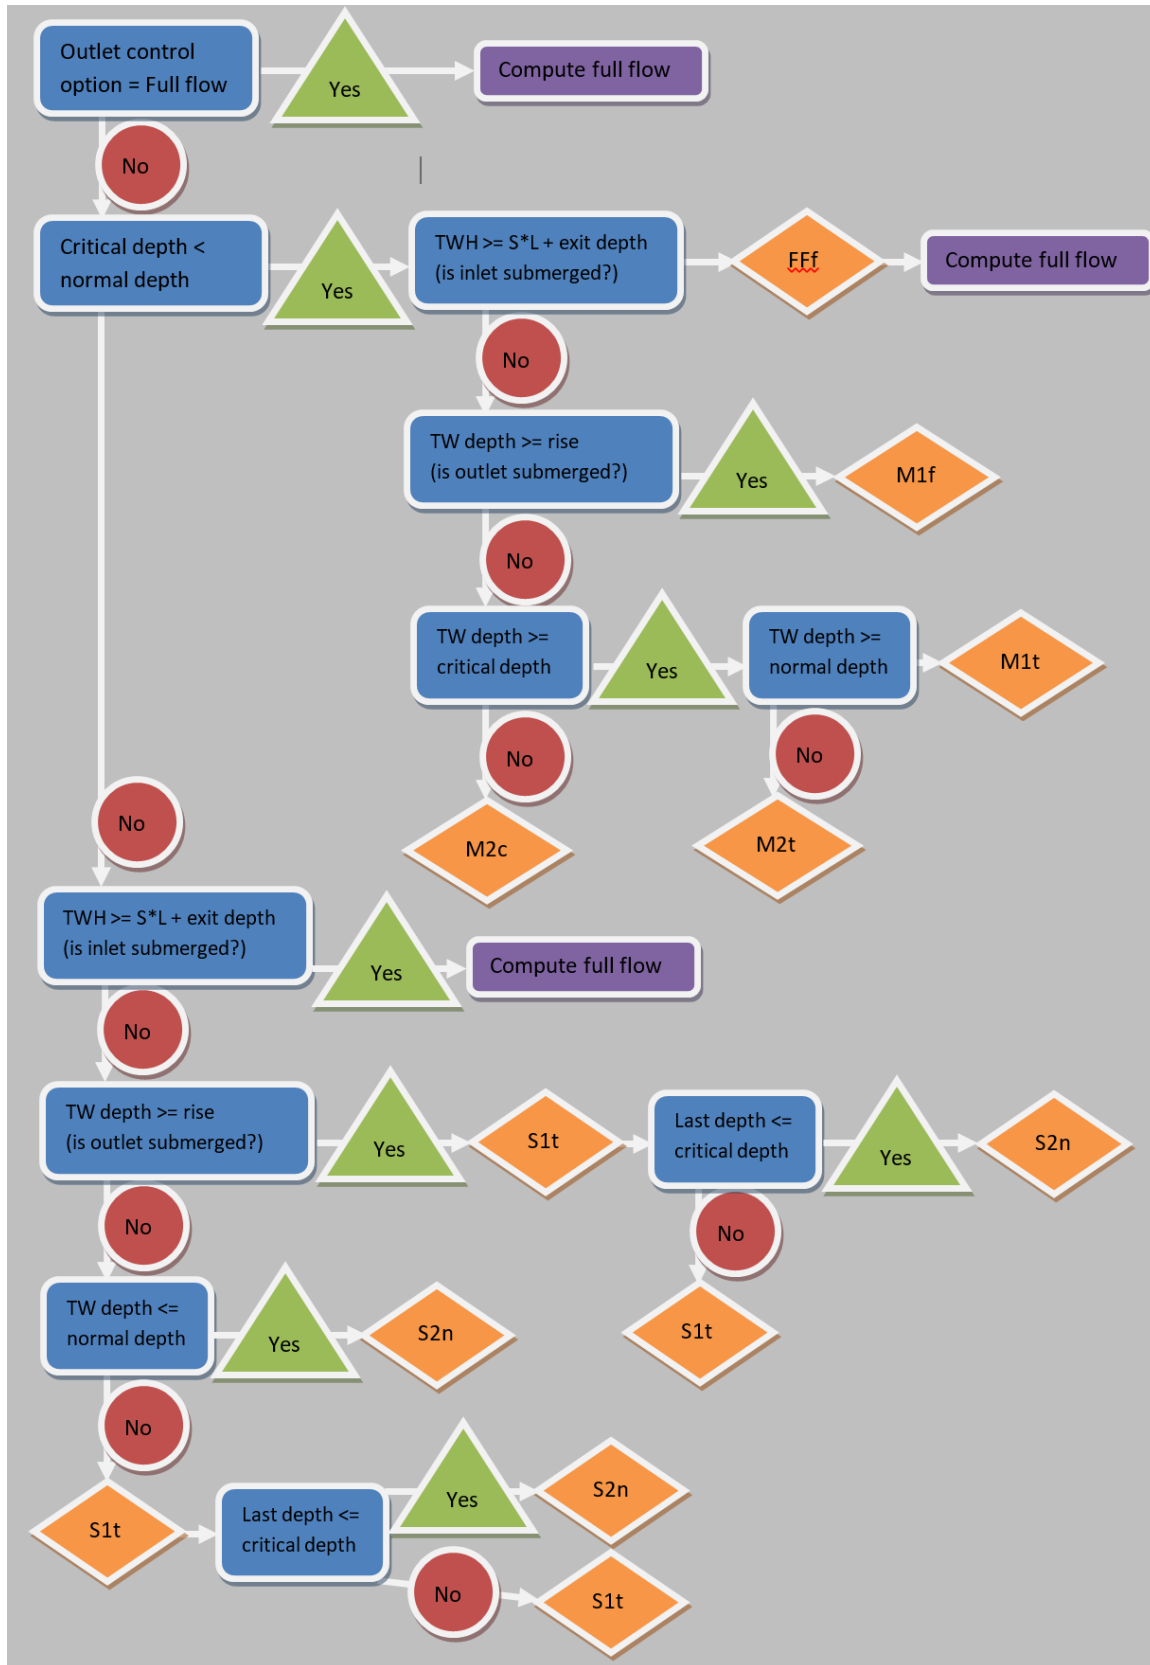 Outlet control
option = Full flow
Yes
Compute full flow
No
Critical depth <
normal depth
Yes
TWH >= S*L + exit depth
(is inlet submerged?)
FFf
Compute full flow
No
TW depth >= rise
(is outlet submerged?)
Yes
M1f
No
TW depth >=
critical depth
Yes
TW depth >=
normal depth
M1t
No
No
M2c
M2t
No
TWH >= S*L + exit depth
(is inlet submerged?)
Yes
Compute full flow
No
TW depth >= rise
(is outlet submerged?)
Yes
S1t
Last depth <=
critical depth
Yes
S2n
No
No
S1t
TW depth <=
normal depth
Yes
S2n
No
S1t
Last depth <=
critical depth
Yes
S2n
No
S1t